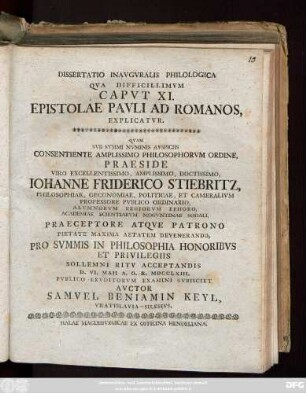 DISSERTATIO INAVGVRALIS PHILOLOGICA
QVA DIFFICILLIMVM
CAPVT XI.
EPISTOLAE PAVLI AD ROMANOS,
EXPLICATVR.
QVAM
SVB SVMMI NVMINIS AVSPICIIS
CONSENTIENTE AMPLISSIMO PHILOSOPHORVM ORDINE,
PRAESIDE
VIRO EXCELLENTISSIMO, AMPLISSIMO, DOCTISSIMO,
IOHANNE FRIDERICO STIEBRITZ,
PHILOSOPHIAE, OECONOMIAE, POLITICAE, ET CAMERALIVM
PROFESSORE PVBLICO ORDINARIO,
ALVMNORVM REGIORVM EPHORO,
ACADEMIAE SCIENTIARVM MOGVNTINAE SODALI,
PRAECEPTORE ATQVE PATRONO
PIETATE MAXIMA AETATEM DEVENERANDO,
PRO SVMMIS IN PHILOSOPHIA HONORIBVS
ET PRIVILEGIIS
SOLLEMNI RITV ACCEPTANDIS
D. VI. MAII A. G. R. MDCCLXIII.
PVBLICO ERVDITORVM EXAMINI SVBIICIET
AVCTOR
SAMVEL BENIAMIN KEYL,
VRATISLAVIA-SILESIVS.
HALAE MAGDEBVRGICAE EX OFFICINA HENDELIANA.